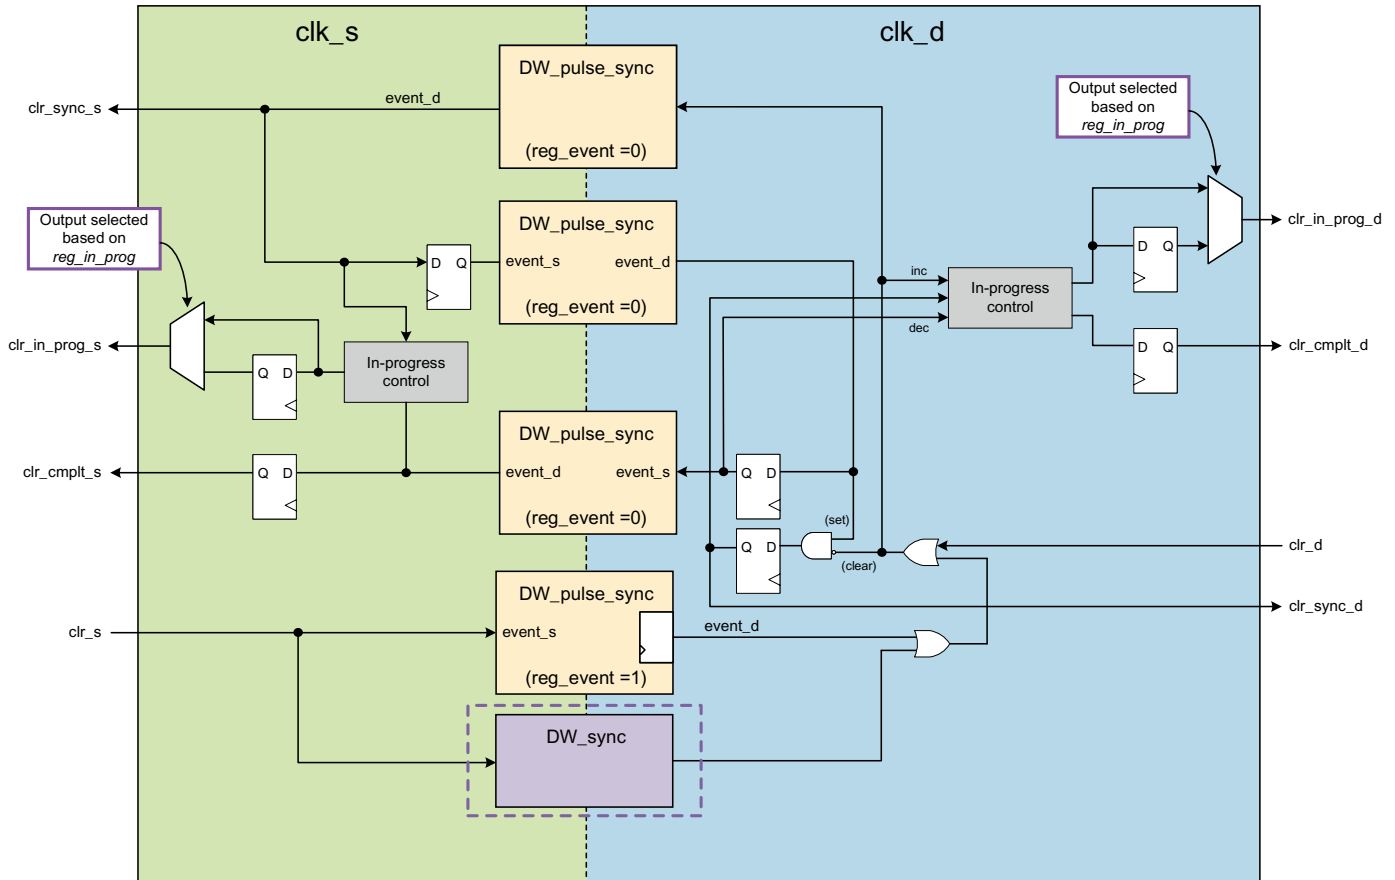 clk_s
clk_d
DW_pulse_sync
(reg_event =0)
event_d
clr_sync_s
Output selected
based on
reg_in_prog
Output selected
based on
reg_in_prog
clr_in_prog_d
D Q
DW_pulse_sync
event_s
event_d
(reg_event =0)
D Q
inc
dec
In-progress
control
D Q
clr_cmplt_d
clr_in_prog_s
Q D
In-progress
control
DW_pulse_sync
event_d
event_s
(reg_event =0)
clr_cmplt_s
Q D
Q D
(set)
Q D
(clear)
clr_d
clr_sync_d
DW_pulse_sync
event_s
(reg_event =1)
event_d
clr_s
DW_sync